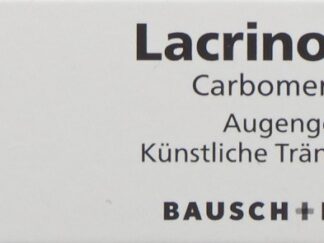 Lacrino
Carbomer
Augenge
Künstliche Trän
BAUSCH+L